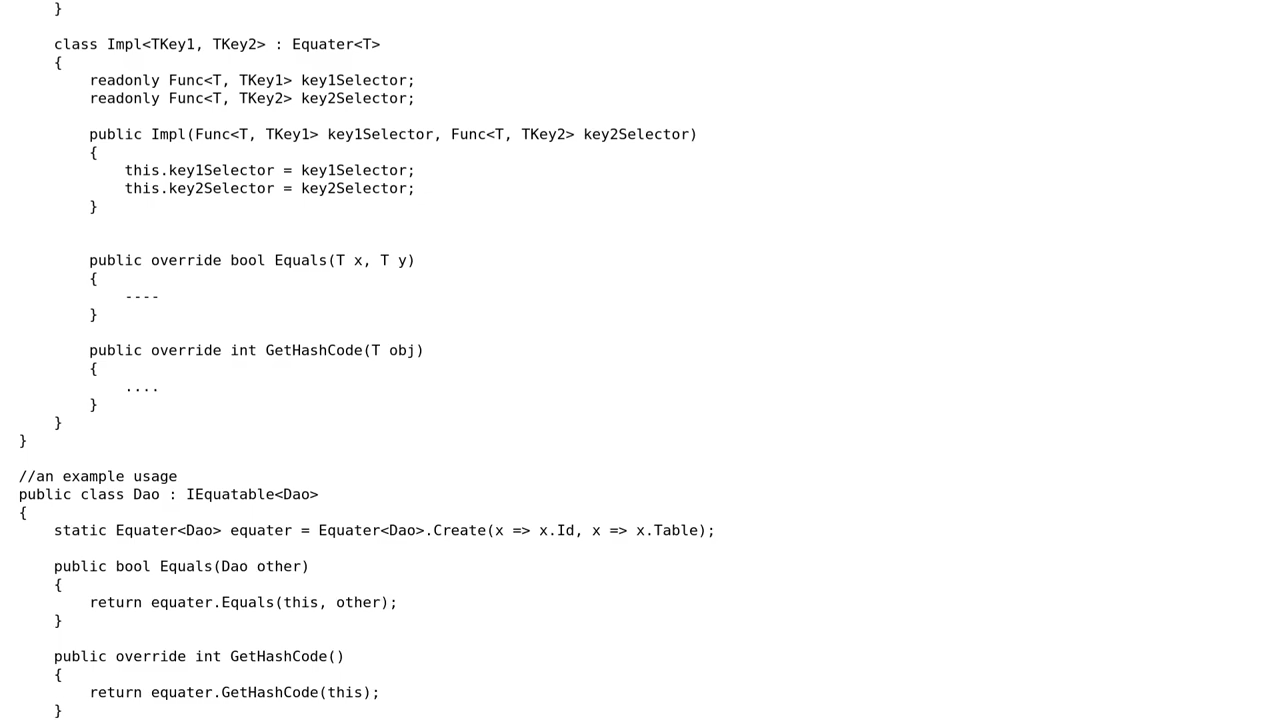 }
    class Impl<TKey1, TKey2> : Equater<T>
    {
        readonly Func<T, TKey1> key1Selector;
        readonly Func<T, TKey2> key2Selector;
        public Impl(Func<T, TKey1> key1Selector, Func<T, TKey2> key2Selector)
        {
            this.key1Selector = key1Selector;
            this.key2Selector = key2Selector;
        }
        public override bool Equals(T x, T y)
        {
            ----
        }
        public override int GetHashCode(T obj)
        {
            ....
        }
    }
}
//an example usage
public class Dao : IEquatable<Dao>
{
    static Equater<Dao> equater = Equater<Dao>.Create(x => x.Id, x => x.Table);
    public bool Equals(Dao other)
    {
        return equater.Equals(this, other);
    }
    public override int GetHashCode()
    {
        return equater.GetHashCode(this);
    }